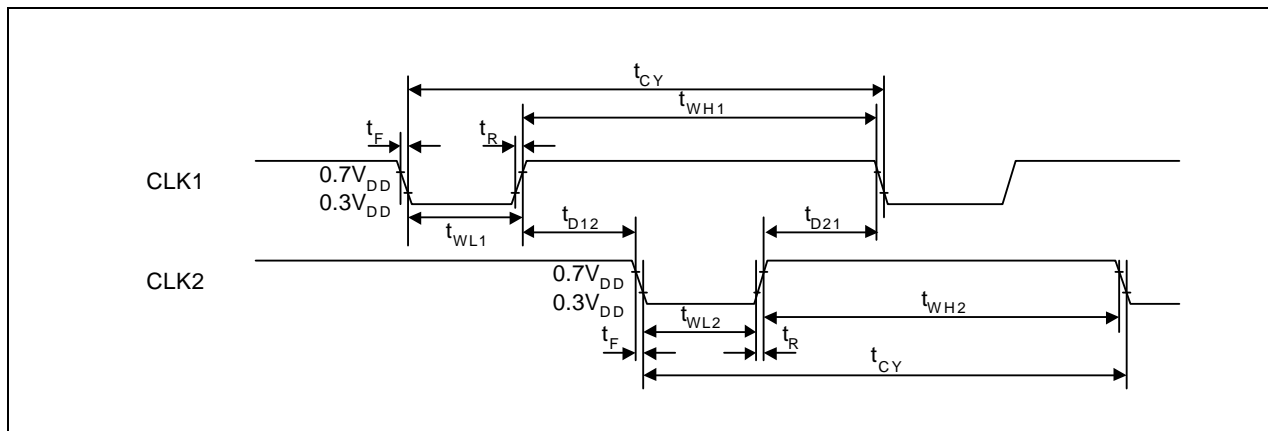 tCY
tWH1
tF
tR
CLK1
0.7VDD
0.3VDD
tWL1
tD12
tD21
CLK2
0.7VDD
0.3VDD
tWL2
tWH2
tF
tR
tCY